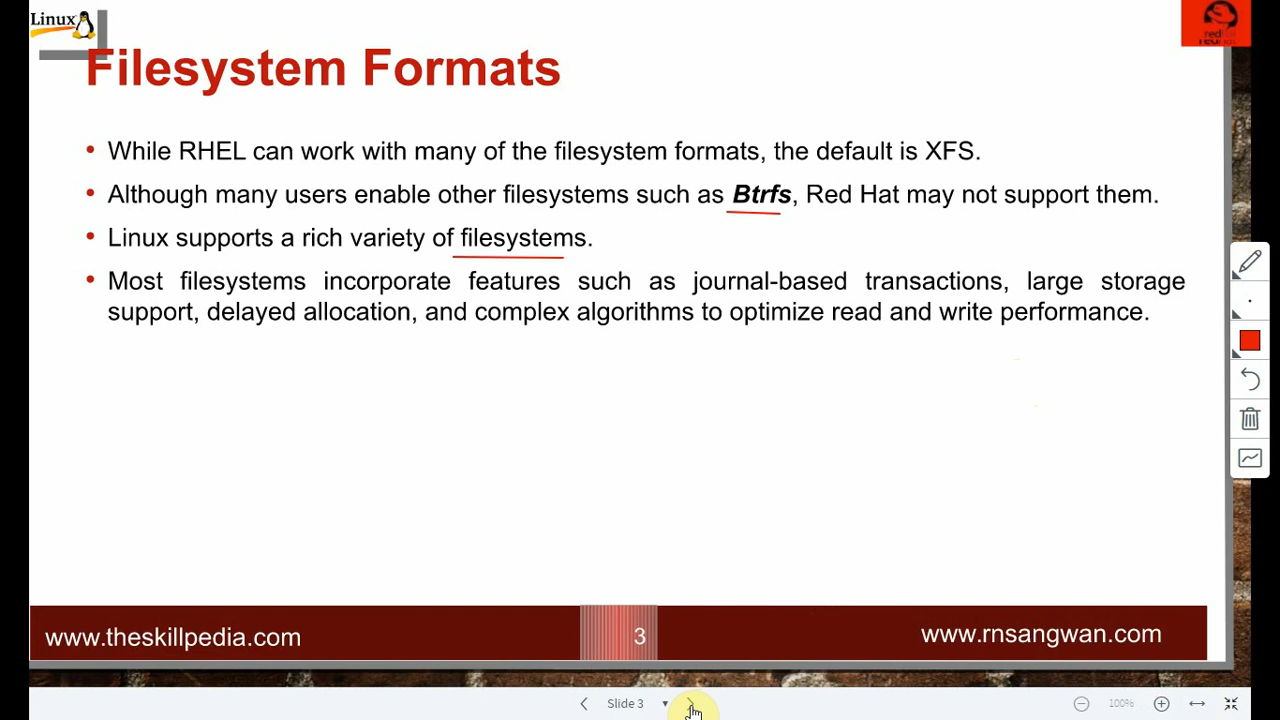 Linux
Filesystem Formats
• While RHEL can work with many of the filesystem formats, the default is XFS.
• Although many users enable other filesystems such as Btrfs, Red Hat may not support them.
• Linux supports a rich variety of filesystems.
• Most filesystems incorporate features such as journal-based transactions, large storage
support, delayed allocation, and complex algorithms to optimize read and write performance.
www.theskillpedia.com
3
www.rnsangwan.com
Slide 3
100%